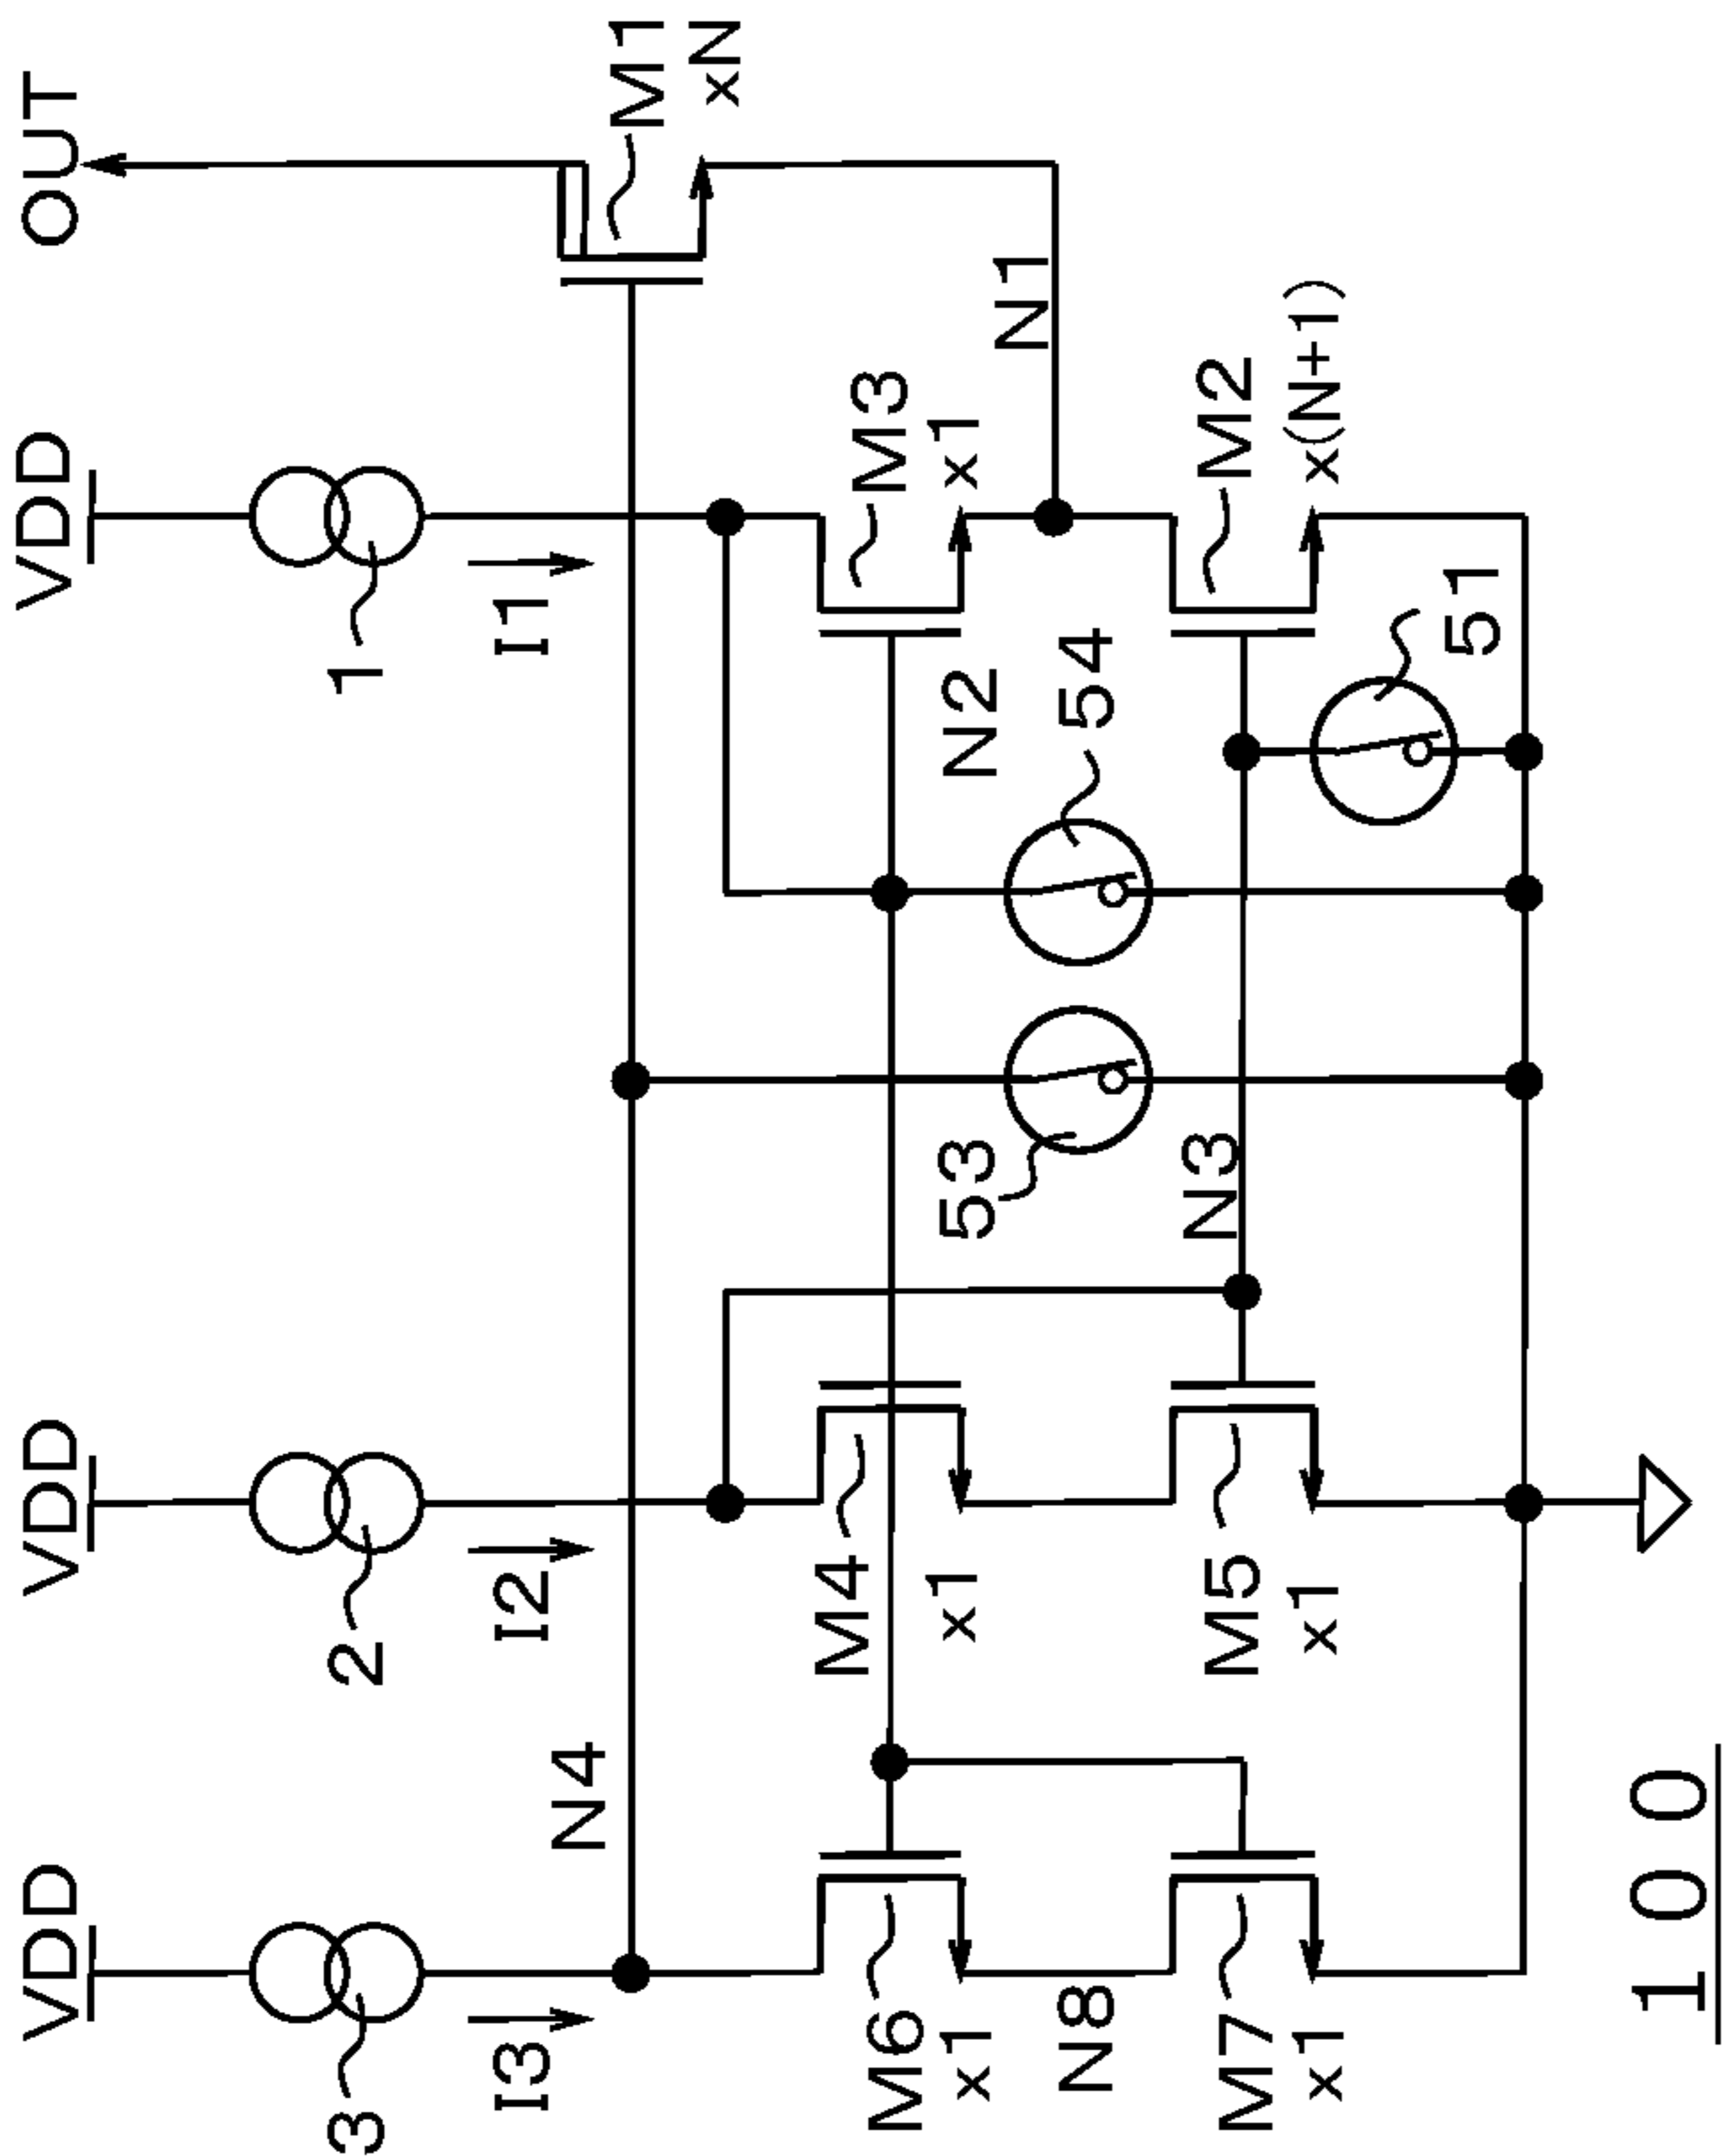 VDD
VDD
VDD
OUT
3
2
1
I3
I2
I1
N4
M1
xN
M6
x1
M4
x1
M3
x1
N2
N1
53
54
N8
N3
M7
x1
M5
x1
M2
x(N+1)
51
100